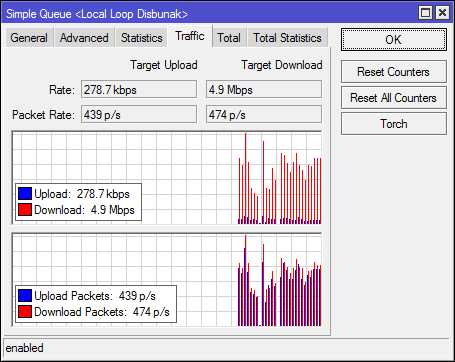 Simple Queue <Local Loop Disbunak>
General Advanced Statistics Traffic Total Total Statistics
Target Upload Target Download
Rate: 278.7 kbps 4.9 Mbps
Packet Rate: 439 p/s 474 p/s
Upload: 278.7 kbps
Download: 4.9 Mbps
Upload Packets: 439 p/s
Download Packets: 474 p/s
OK
Reset Counters
Reset All Counters
Torch
enabled